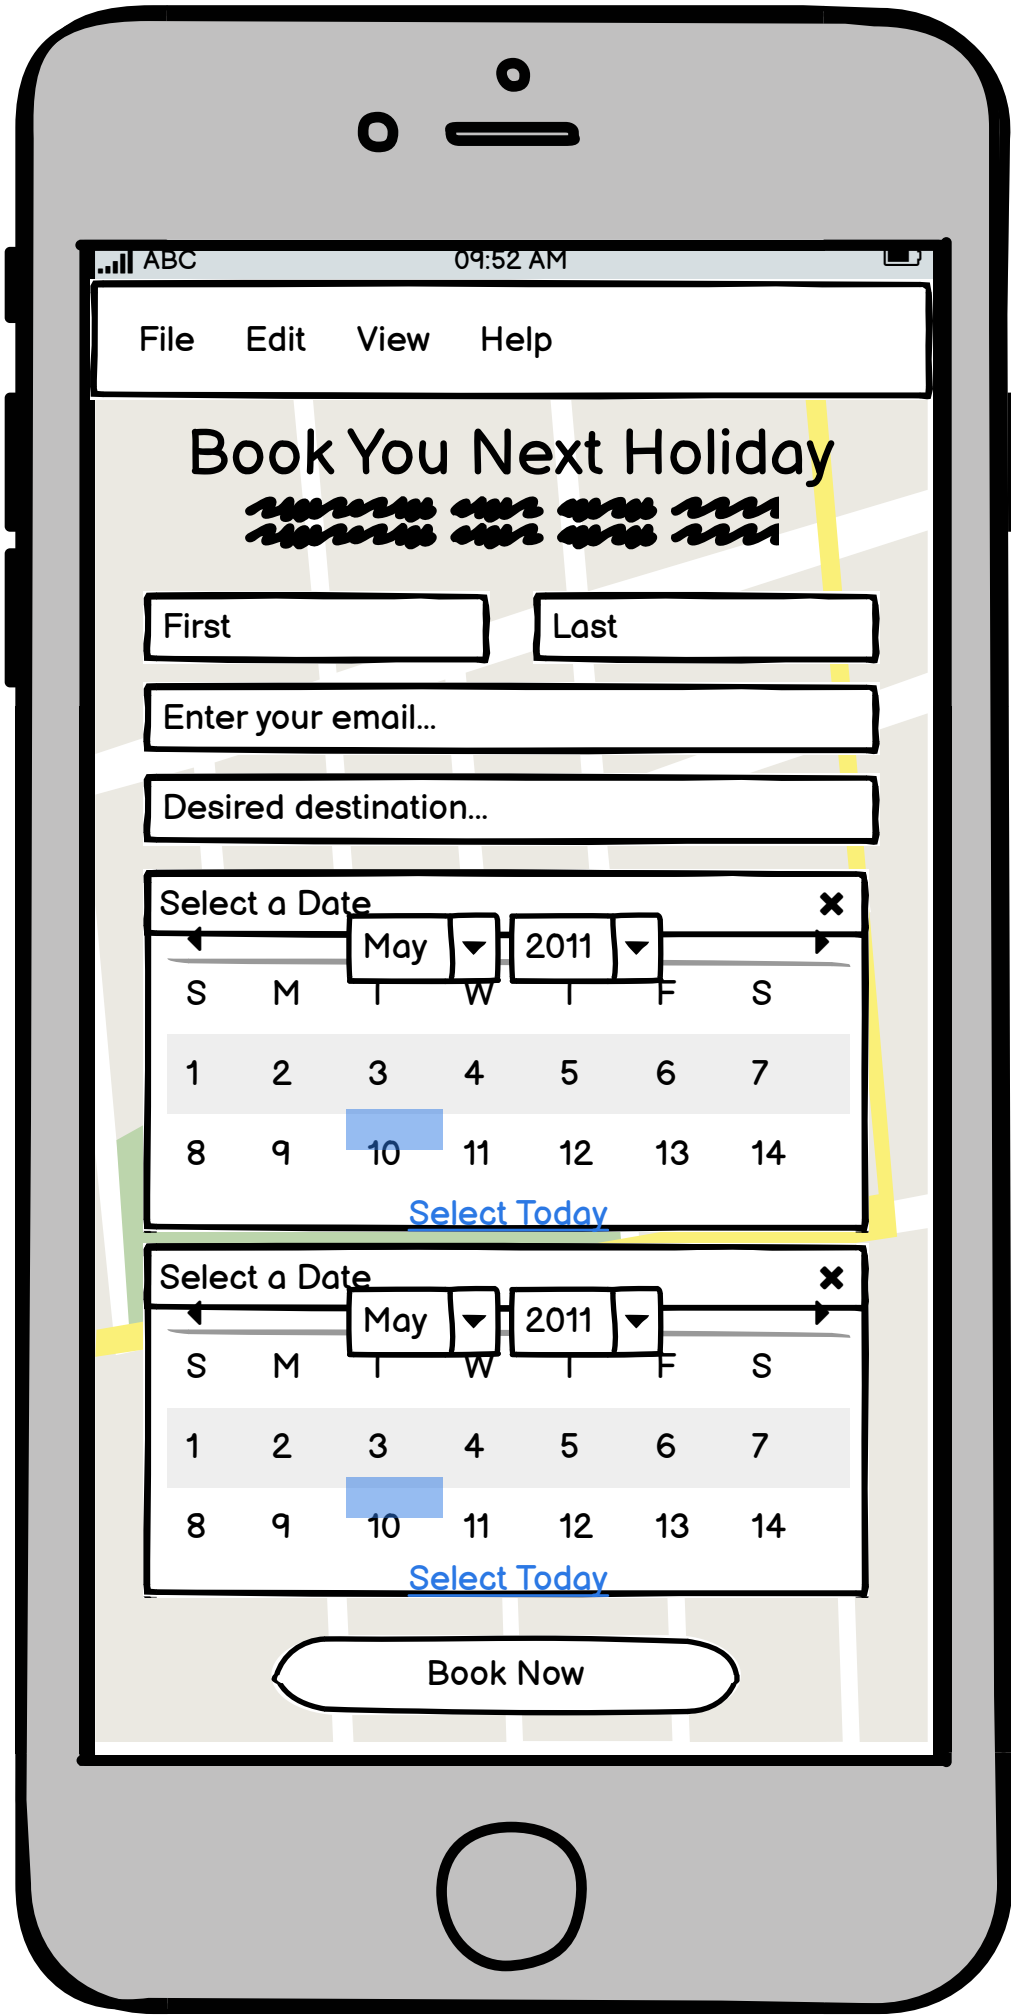 ABC 09:52 AM
File Edit View Help
Book You Next Holiday
First Last
Enter your email...
Desired destination...
Select a Date
May 2011
S M T W T F S
1 2 3 4 5 6 7
8 9 10 11 12 13 14
Select Today
Select a Date
May 2011
S M T W T F S
1 2 3 4 5 6 7
8 9 10 11 12 13 14
Select Today
Book Now